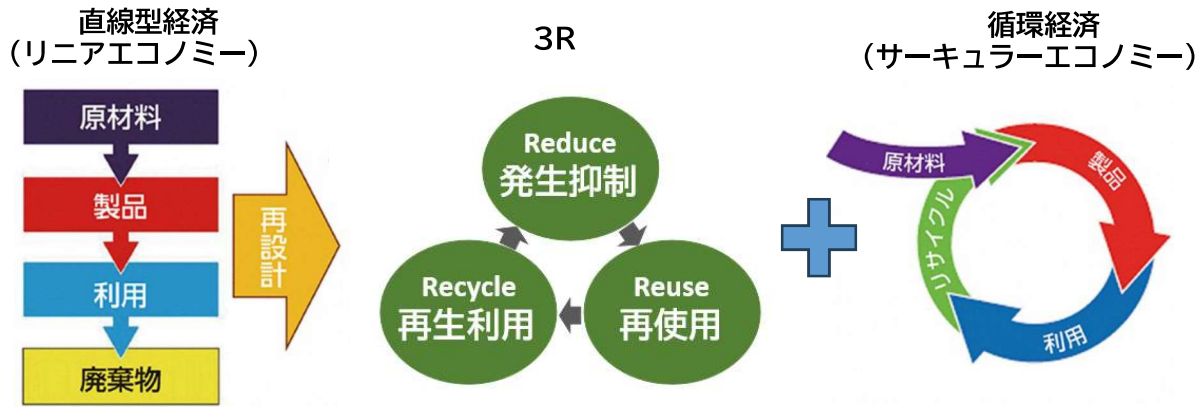 直線型経済
(リニアエコノミー)
原材料
製品
利用
廃棄物
再設計
3R
Reduce
発生抑制
Recycle
再生利用
Reuse
再使用
循環経済
(サーキュラーエコノミー)
原材料
製品
利用
リサイクル